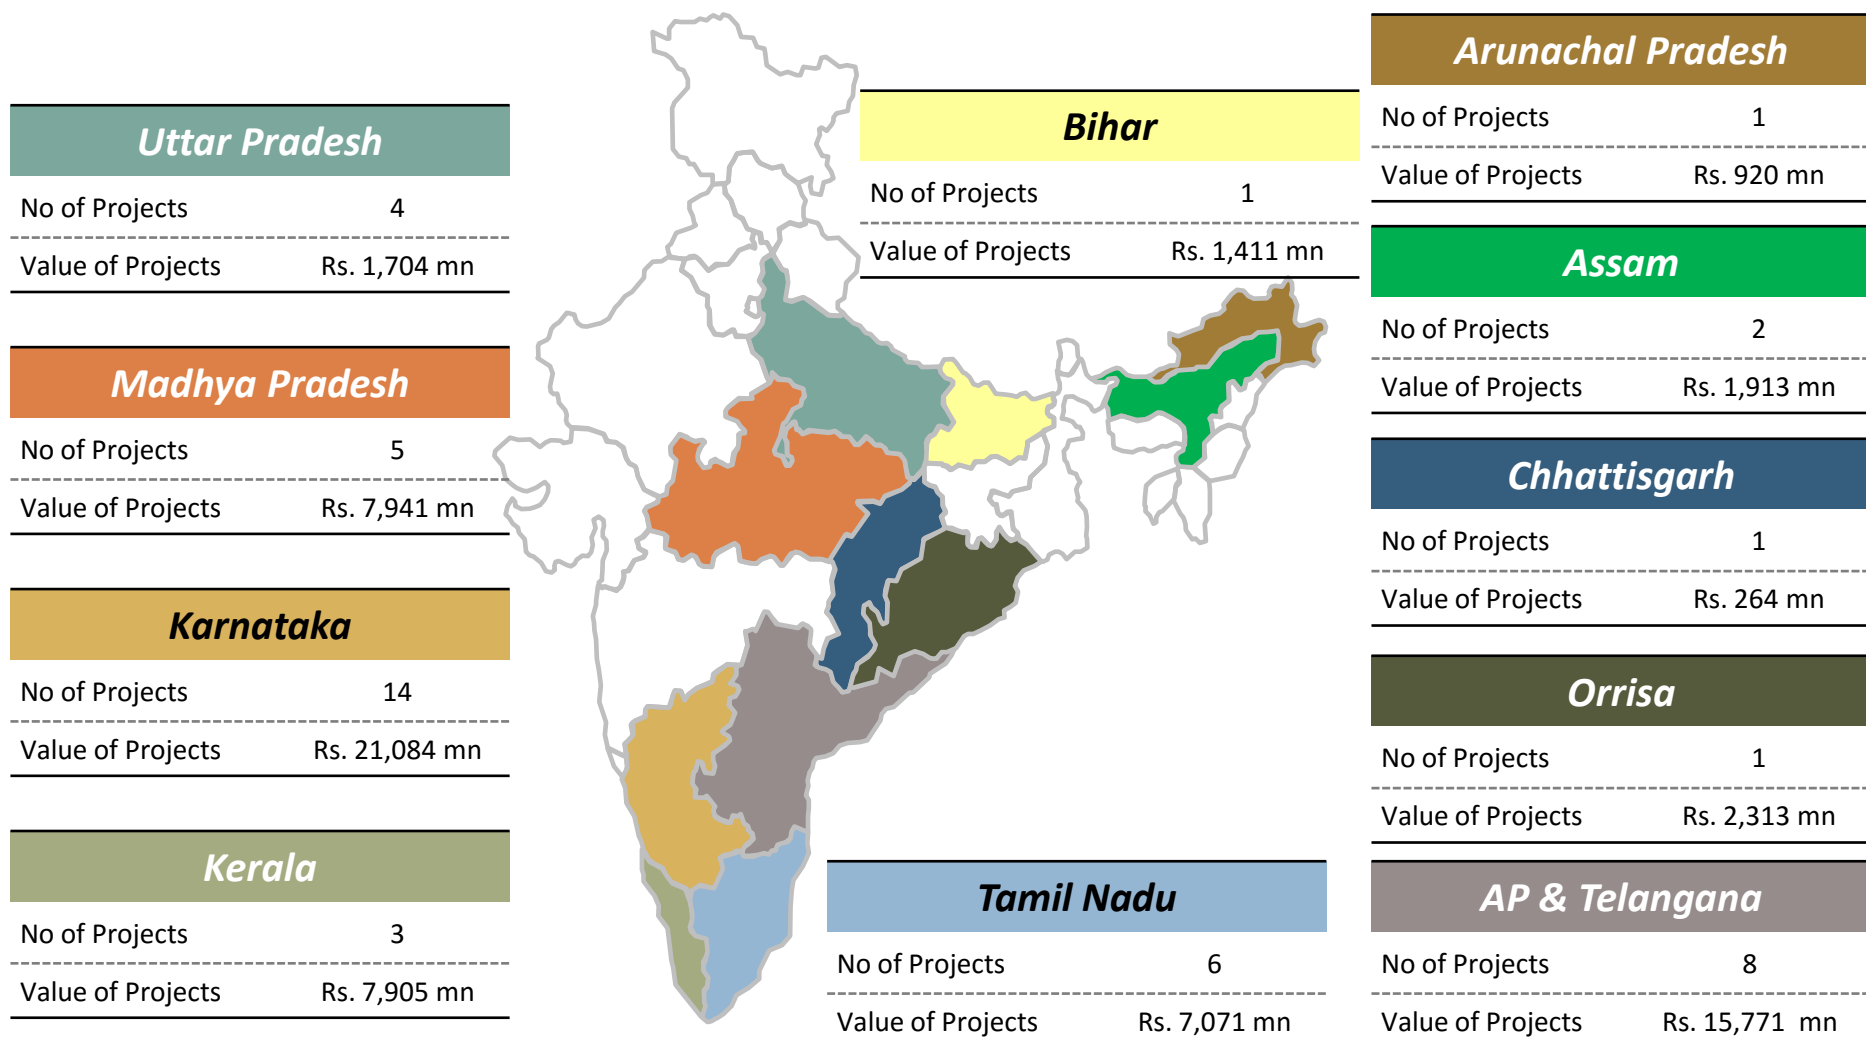 Uttar Pradesh
No of Projects 4
Value of Projects Rs. 1,704 mn
Madhya Pradesh
No of Projects 5
Value of Projects Rs. 7,941 mn
Karnataka
No of Projects 14
Value of Projects Rs. 21,084 mn
Kerala
No of Projects 3
Value of Projects Rs. 7,905 mn
Bihar
No of Projects 1
Value of Projects Rs. 1,411 mn
Tamil Nadu
No of Projects 6
Value of Projects Rs. 7,071 mn
Arunachal Pradesh
No of Projects 1
Value of Projects Rs. 920 mn
Assam
No of Projects 2
Value of Projects Rs. 1,913 mn
Chhattisgarh
No of Projects 1
Value of Projects Rs. 264 mn
Orrisa
No of Projects 1
Value of Projects Rs. 2,313 mn
AP & Telangana
No of Projects 8
Value of Projects Rs. 15,771 mn